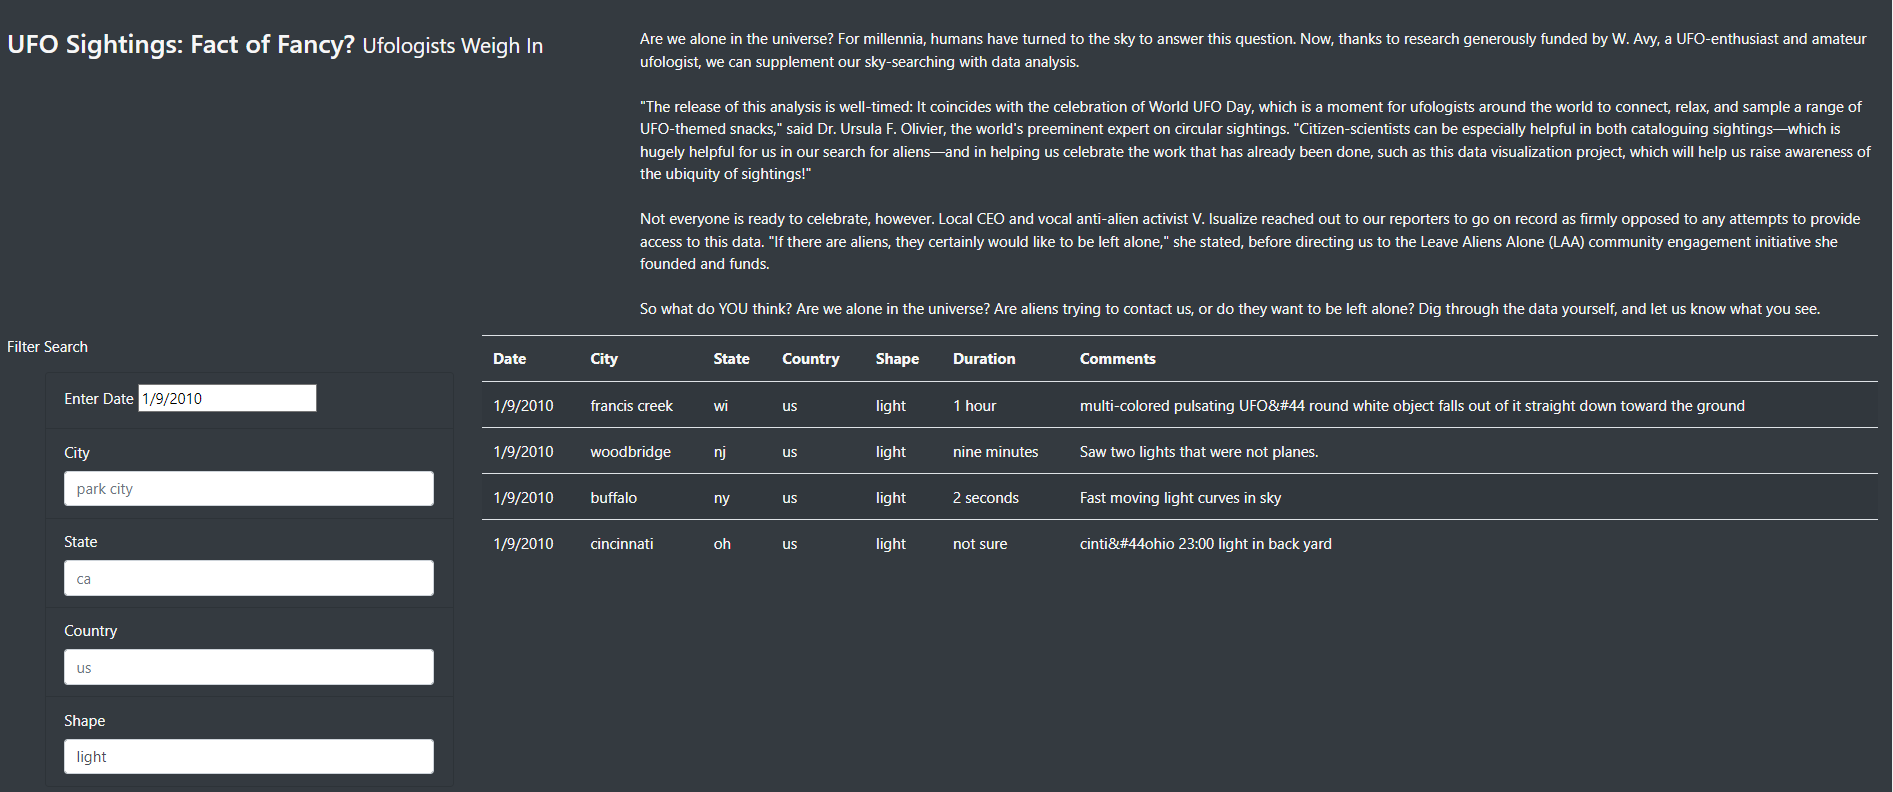 UFO Sightings: Fact of Fancy? Ufologists Weigh In
Are we alone in the universe? For millennia, humans have turned to the sky to answer this question. Now, thanks to research generously funded by W. Avy, a UFO-enthusiast and amateur
ufologist, we can supplement our sky-searching with data analysis.
"The release of this analysis is well-timed: It coincides with the celebration of World UFO Day, which is a moment for ufologists around the world to connect, relax, and sample a range of
UFO-themed snacks," said Dr. Ursula F. Olivier, the world's preeminent expert on circular sightings. "Citizen-scientists can be especially helpful in both cataloguing sightings—which is
hugely helpful for us in our search for aliens—and in helping us celebrate the work that has already been done, such as this data visualization project, which will help us raise awareness of
the ubiquity of sightings!"
Not everyone is ready to celebrate, however. Local CEO and vocal anti-alien activist V. Isualize reached out to our reporters to go on record as firmly opposed to any attempts to provide
access to this data. "If there are aliens, they certainly would like to be left alone," she stated, before directing us to the Leave Aliens Alone (LAA) community engagement initiative she
founded and funds.
So what do YOU think? Are we alone in the universe? Are aliens trying to contact us, or do they want to be left alone? Dig through the data yourself, and let us know what you see.
Filter Search
Enter Date 1/9/2010
City
park city
State
ca
Country
us
Shape
light
Date City State Country Shape Duration Comments
1/9/2010 francis creek wi us light 1 hour multi-colored pulsating UFO&#44 round white object falls out of it straight down toward the ground
1/9/2010 woodbridge nj us light nine minutes Saw two lights that were not planes.
1/9/2010 buffalo ny us light 2 seconds Fast moving light curves in sky
1/9/2010 cincinnati oh us light not sure cinti&#44ohio 23:00 light in back yard